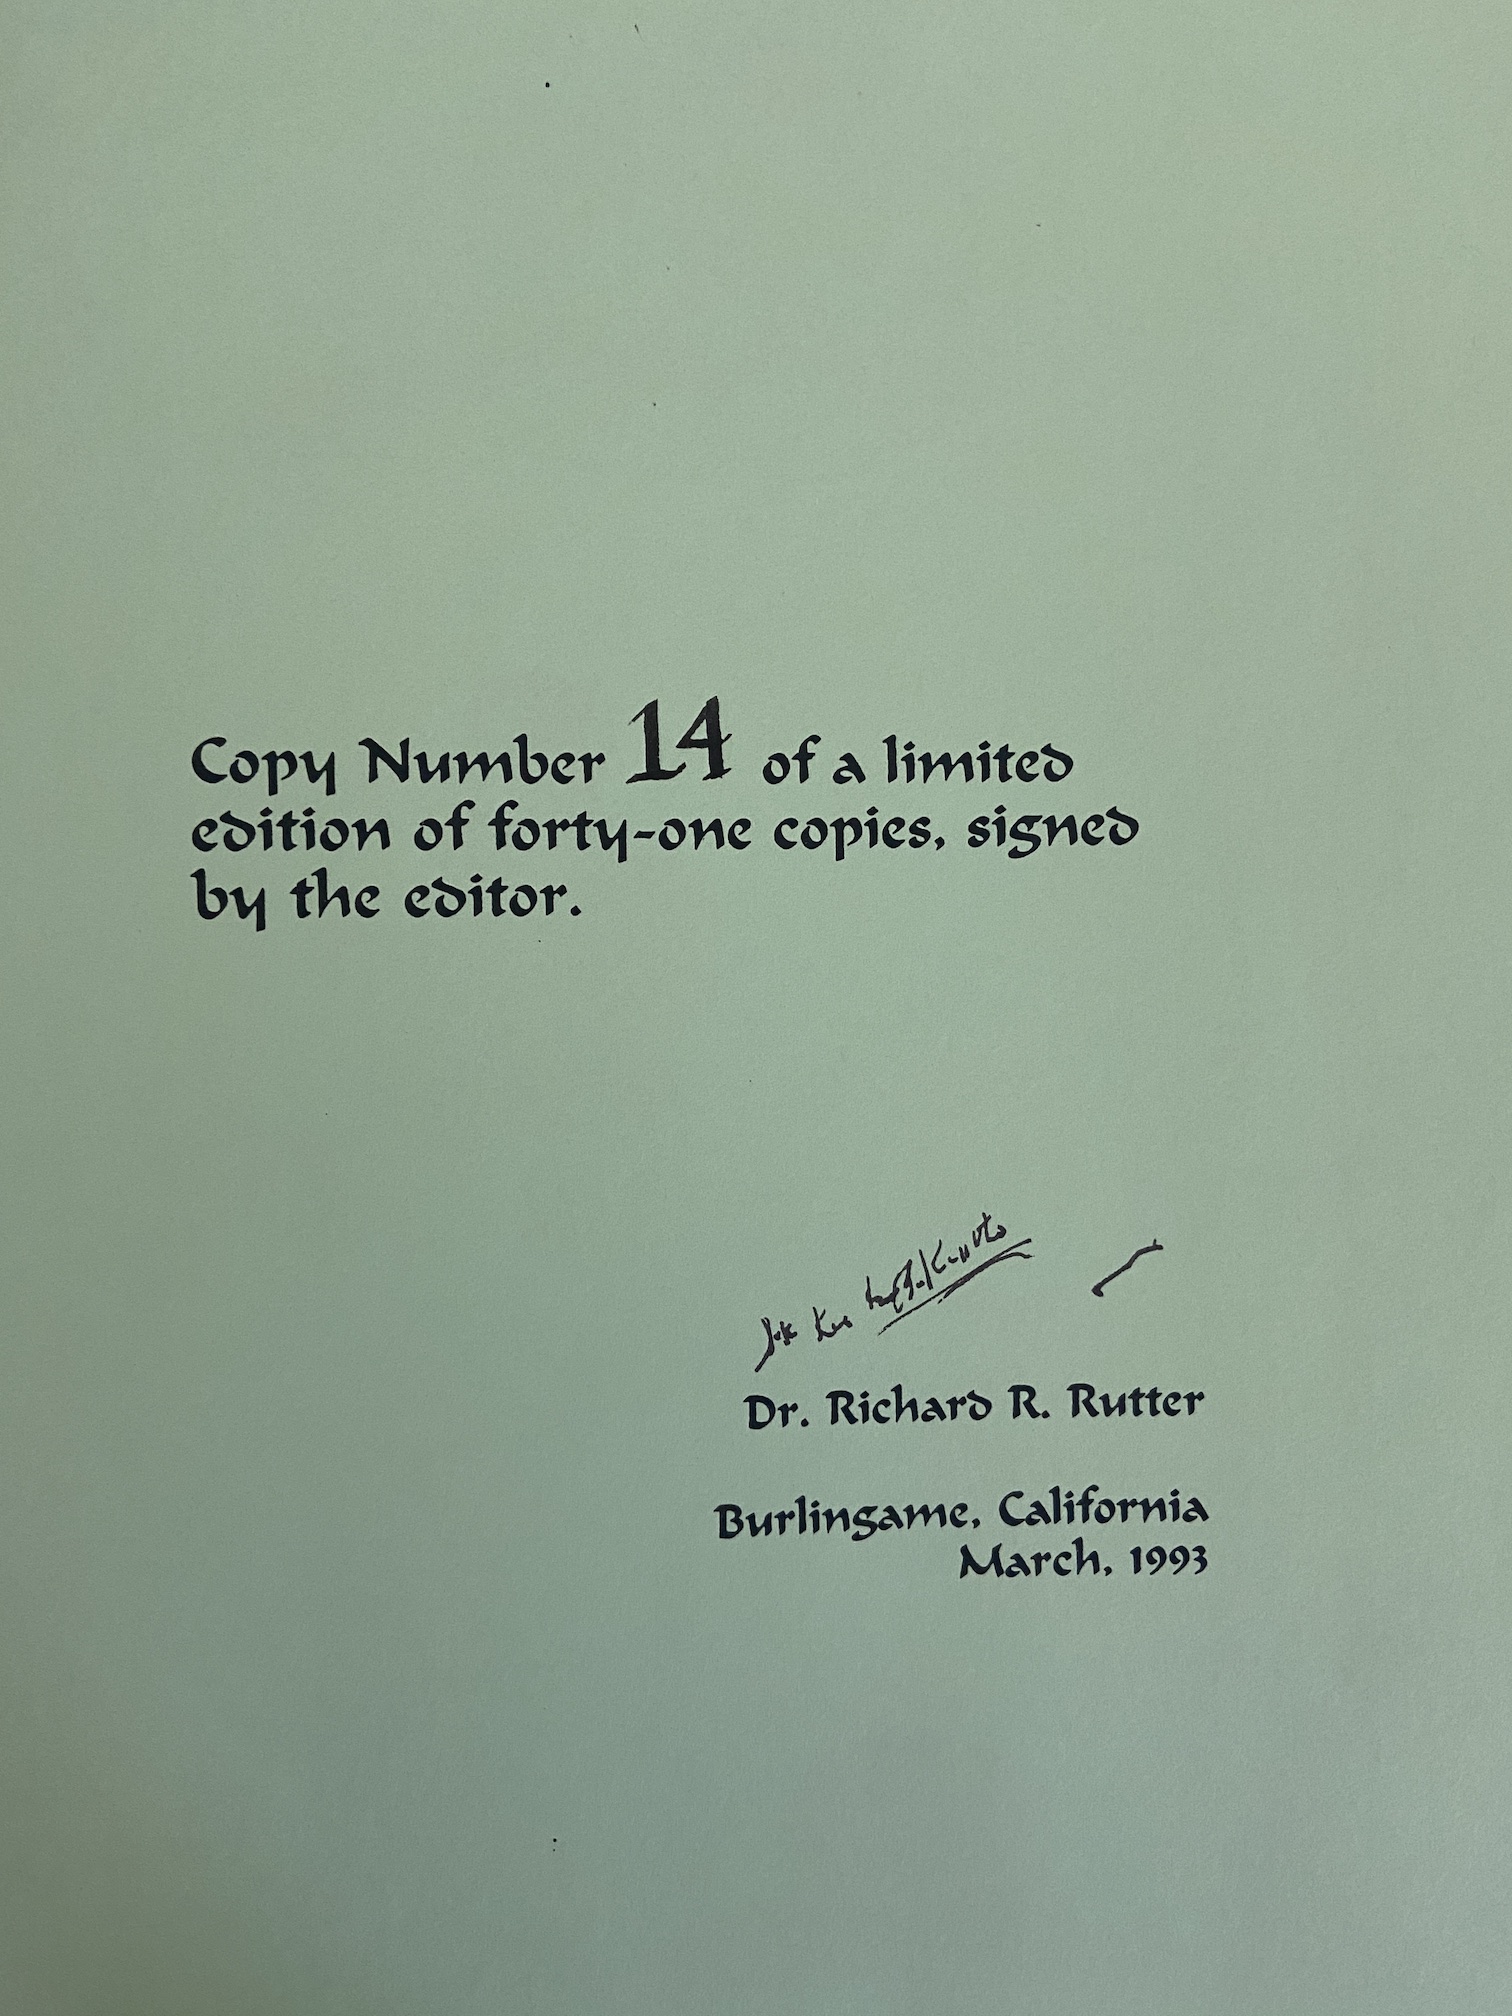 Copy Number 14 of a limited
edition of forty-one copies, signed
by the editor.
Dr. Richard R. Rutter
Burlingame, California
March, 1993